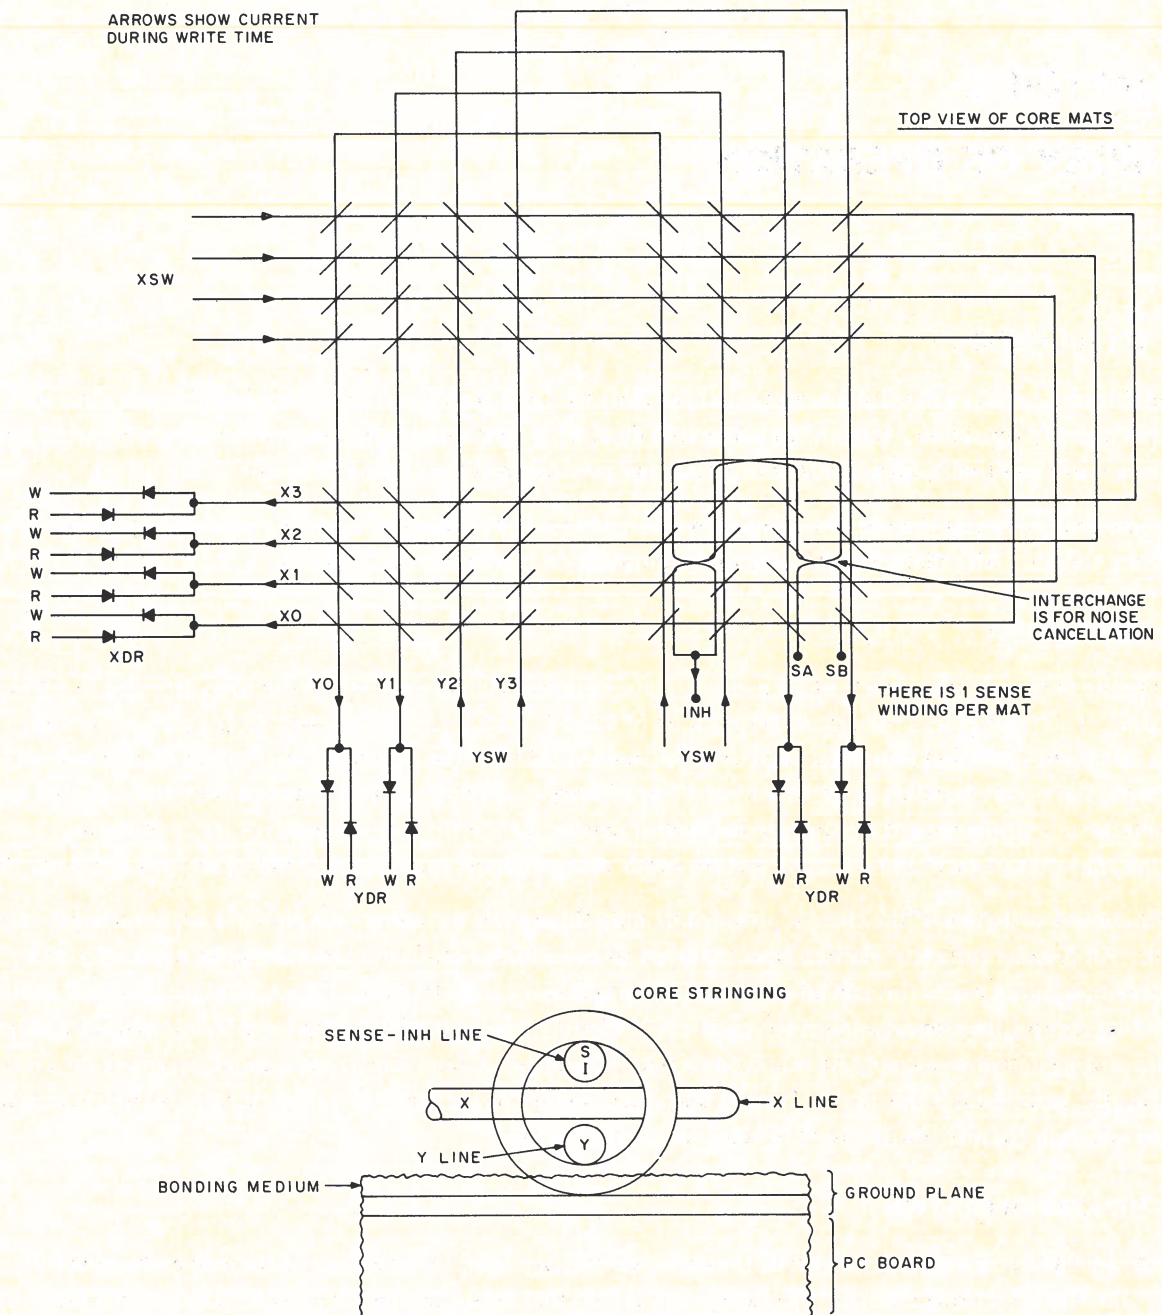 ARROWS SHOW CURRENT
DURING WRITE TIME
TOP VIEW OF CORE MATS
XSW
W
R
W
R
W
R
W
R
XDR
X3
X2
X1
X0
INTERCHANGE
IS FOR NOISE
CANCELLATION
Y0
Y1
Y2
Y3
YSW
INH
YSW
SA
SB
THERE IS 1 SENSE
WINDING PER MAT
W R W R
YDR
W R W R
YDR
CORE STRINGING
SENSE-INH LINE
S
I
X
X LINE
Y LINE
Y
BONDING MEDIUM
GROUND PLANE
PC BOARD